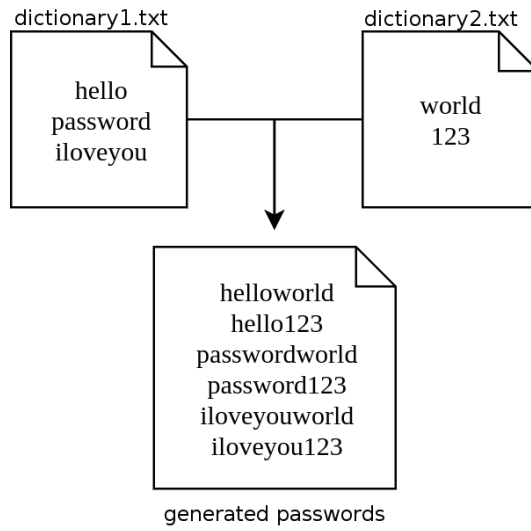 dictionary1.txt
hello
password
iloveyou
dictionary2.txt
world
123
helloworld
hello123
passwordworld
password123
iloveyouworld
iloveyou123
generated passwords